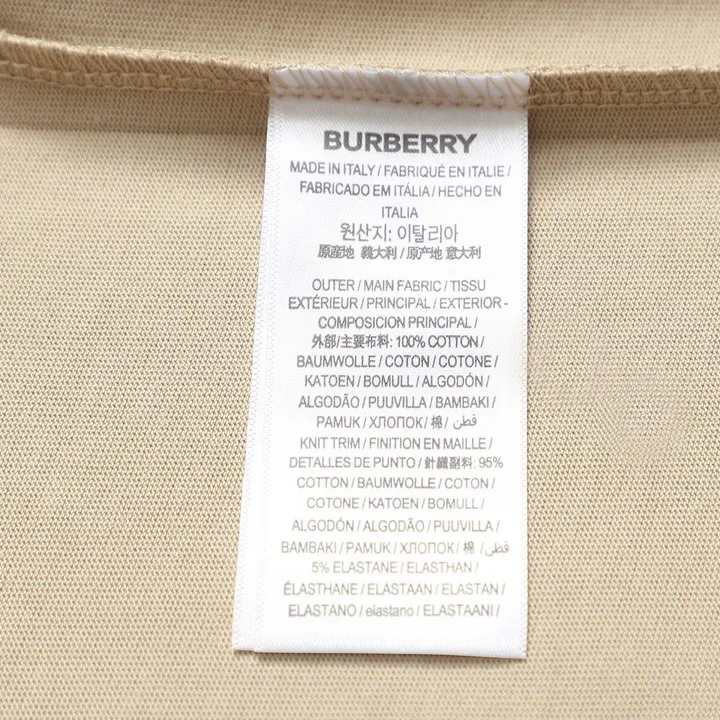 BURBERRY
MADE IN ITALY / FABRIQUÉ EN ITALIE /
FABRICADO EM ITÁLIA / HECHO EN
ITALIA
원산지: 이탈리아
原産地 義大利 / 原产地 意大利
OUTER / MAIN FABRIC / TISSU
EXTÉRIEUR / PRINCIPAL / EXTERIOR -
COMPOSICION PRINCIPAL /
外部/主要布料: 100% COTTON /
BAUMWOLLE / COTON / COTONE /
KATOEN / BOMULL / ALGODÓN /
ALGODÃO / PUUVILLA / BAMBAKI /
PAMUK / ХЛОПОК / 棉 / قطن
KNIT TRIM / FINITION EN MAILLE /
DETALLES DE PUNTO / 針織副料: 95%
COTTON / BAUMWOLLE / COTON /
COTONE / KATOEN / BOMULL /
ALGODÓN / ALGODÃO / PUUVILLA /
BAMBAKI / PAMUK / ХЛОПОК / 棉 / قطن
5% ELASTANE / ELASTHAN /
ÉLASTHANE / ELASTAAN / ELASTAN /
ELASTANO / elastano / ELASTAANI /